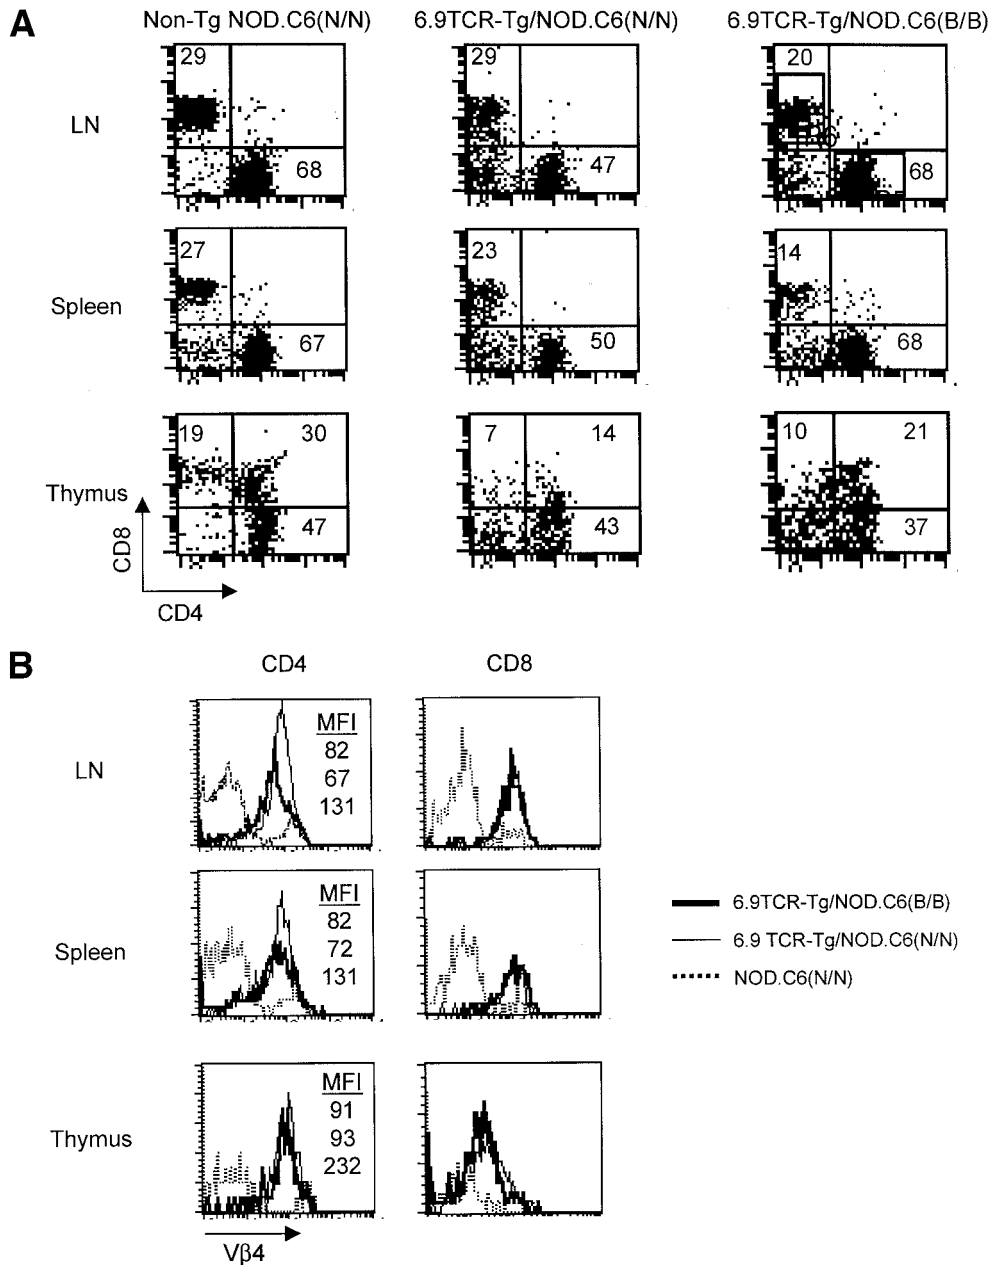 A
Non-Tg NOD.C6(N/N) 6.9TCR-Tg/NOD.C6(N/N) 6.9TCR-Tg/NOD.C6(B/B)
LN
29
68
29
47
20
68
Spleen
27
67
23
50
14
68
Thymus
19 30
47
7 14
43
10 21
37
CD8
CD4
B
CD4 CD8
LN
MFI
82
67
131
Spleen
MFI
82
72
131
6.9TCR-Tg/NOD.C6(B/B)
6.9 TCR-Tg/NOD.C6(N/N)
NOD.C6(N/N)
Thymus
MFI
91
93
232
Vβ4